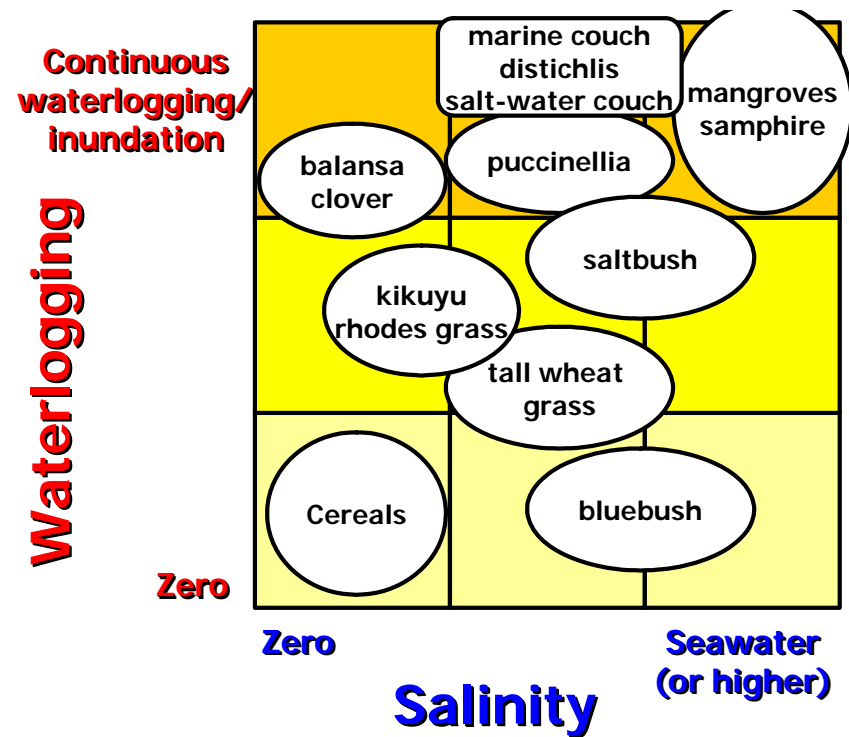 Continuous
waterlogging/
inundation
marine couch
distichlis
salt-water couch
mangroves
samphire
balansa
clover
puccinellia
Waterlogging
saltbush
kikuyu
rhodes grass
tall wheat
grass
Cereals
bluebush
Zero
Zero
Seawater
(or higher)
Salinity